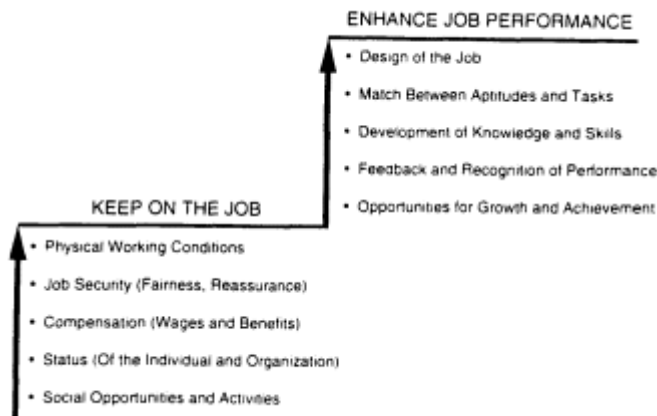 ENHANCE JOB PERFORMANCE
• Design of the Job
• Match Between Aptitudes and Tasks
• Development of Knowledge and Skills
• Feedback and Recognition of Performance
• Opportunities for Growth and Achievement
KEEP ON THE JOB
• Physical Working Conditions
• Job Security (Fairness, Reassurance)
• Compensation (Wages and Benefits)
• Status (Of the Individual and Organization)
• Social Opportunities and Activities